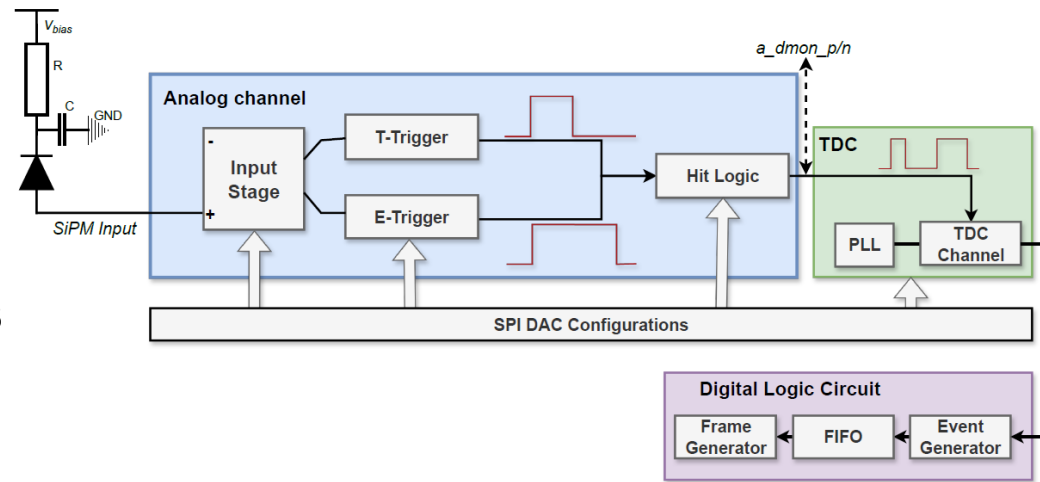 Vbias
R
C
GND
SiPM Input
Analog channel
-
+
Input
Stage
T-Trigger
E-Trigger
Hit Logic
a_dmon_p/n
TDC
PLL
TDC
Channel
SPI DAC Configurations
Digital Logic Circuit
Frame
Generator
FIFO
Event
Generator